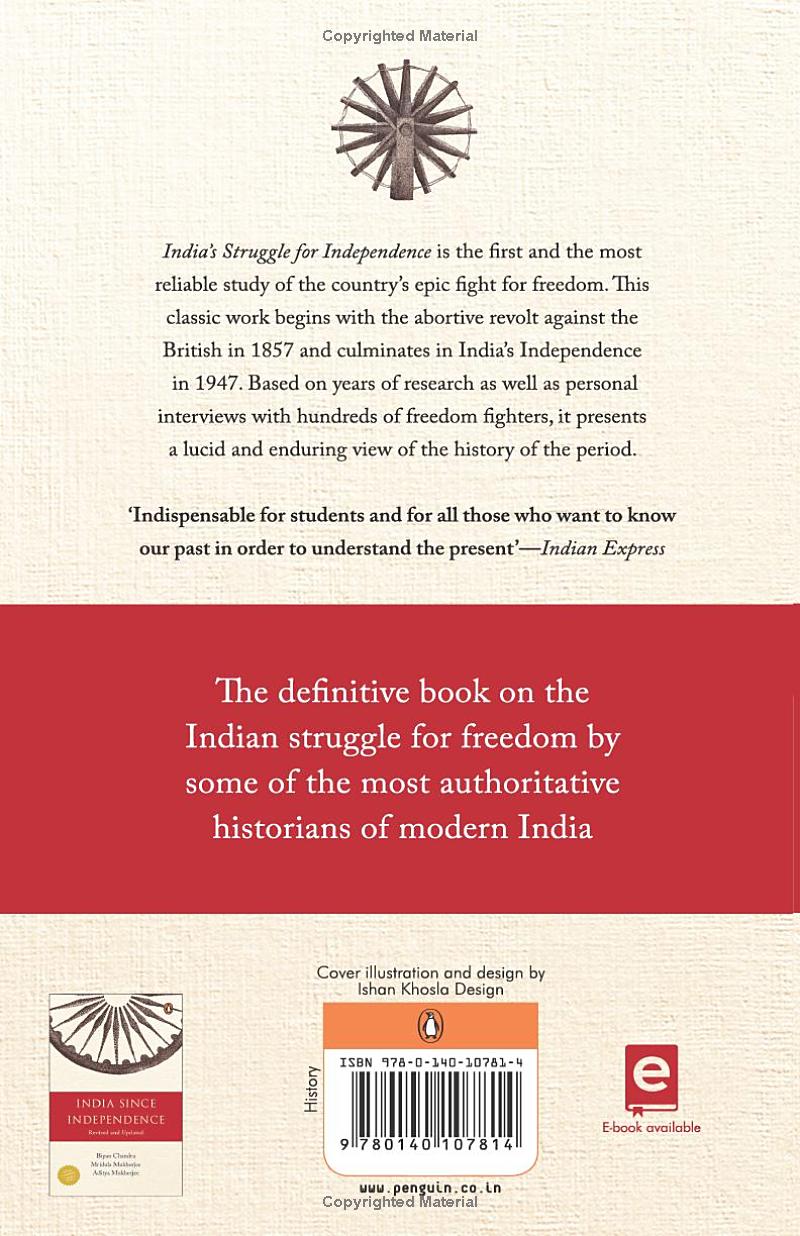 Copyrighted Material
India's Struggle for Independence is the first and the most
reliable study of the country's epic fight for freedom. This
classic work begins with the abortive revolt against the
British in 1857 and culminates in India's Independence
in 1947. Based on years of research as well as personal
interviews with hundreds of freedom fighters, it presents
a lucid and enduring view of the history of the period.
‘Indispensable for students and for all those who want to know
our past in order to understand the present’—Indian Express
The definitive book on the
Indian struggle for freedom by
some of the most authoritative
historians of modern India
INDIA SINCE
INDEPENDENCE
Revised and Updated
Bipan Chandra
Mridula Mukherjee
Aditya Mukherjee
Cover illustration and design by
Ishan Khosla Design
History
ISBN 978-0-140-10781-4
9 780140 107814
www.penguin.co.in
e
E-book available
Copyrighted Material